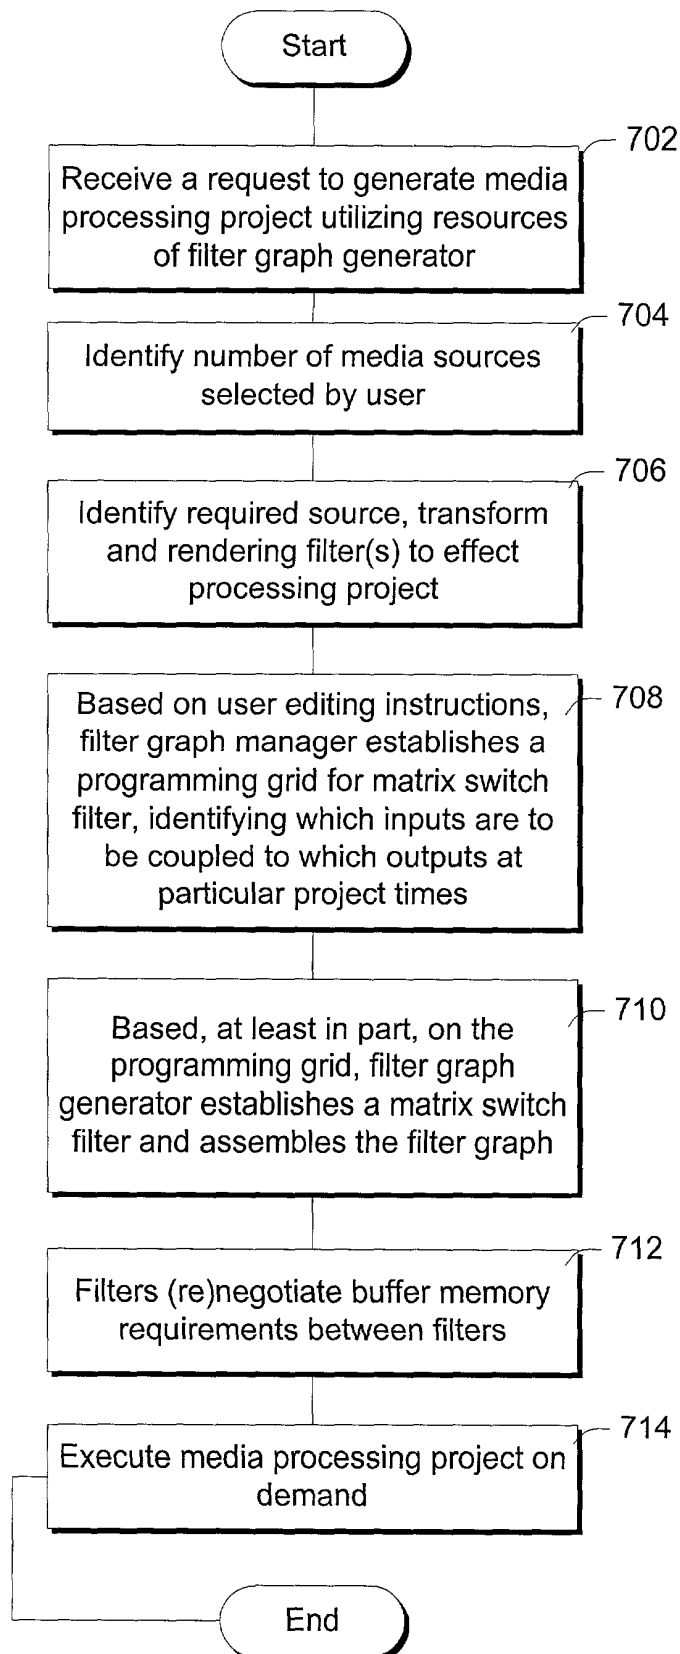 Start
702
Receive a request to generate media
processing project utilizing resources
of filter graph generator
704
Identify number of media sources
selected by user
706
Identify required source, transform
and rendering filter(s) to effect
processing project
708
Based on user editing instructions,
filter graph manager establishes a
programming grid for matrix switch
filter, identifying which inputs are to
be coupled to which outputs at
particular project times
710
Based, at least in part, on the
programming grid, filter graph
generator establishes a matrix switch
filter and assembles the filter graph
712
Filters (re)negotiate buffer memory
requirements between filters
714
Execute media processing project on
demand
End